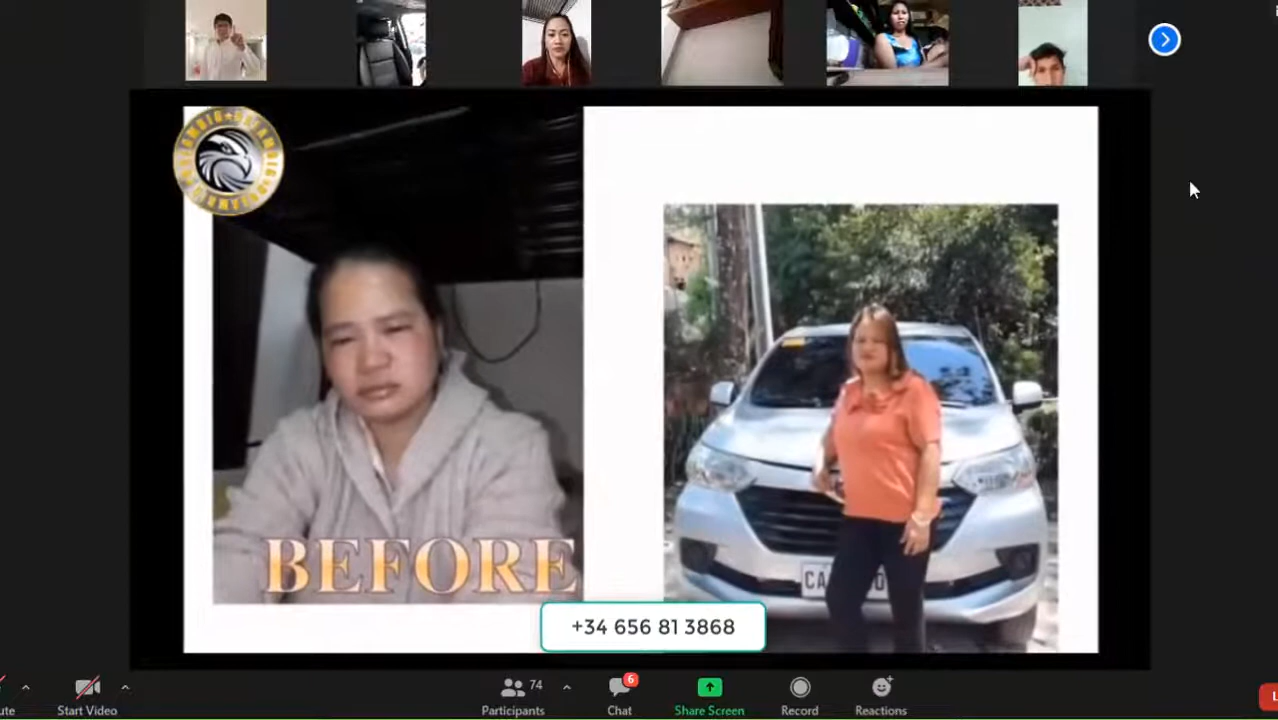 BEFORE
+34 656 81 3868
Start Video
74
Participants
6
Chat
Share Screen
Record
Reactions